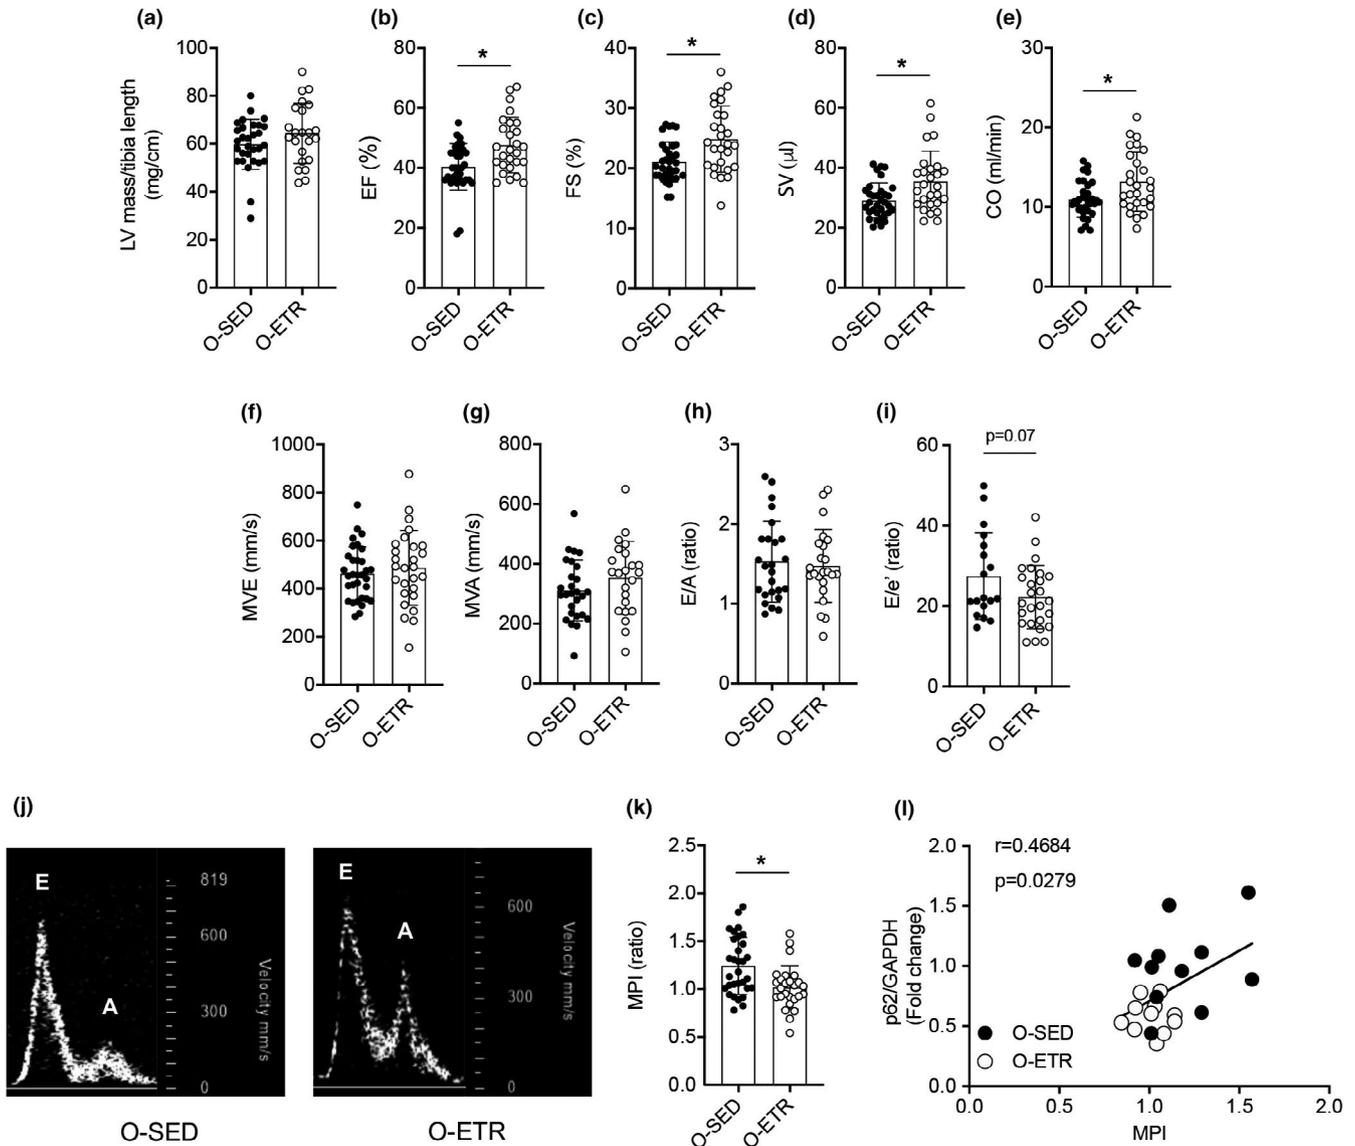 (a)
(b)
(c)
(d)
(e)
LV mass/tibia length
(mg/cm)
100
80
60
40
20
0
O-SED
O-ETR
EF (%)
80
60
40
20
0
*
O-SED
O-ETR
FS (%)
40
30
20
10
0
*
O-SED
O-ETR
SV (µl)
80
60
40
20
0
*
O-SED
O-ETR
CO (ml/min)
30
20
10
0
*
O-SED
O-ETR
(f)
(g)
(h)
(i)
MVE (mm/s)
1000
800
600
400
200
0
O-SED
O-ETR
MVA (mm/s)
800
600
400
200
0
O-SED
O-ETR
E/A (ratio)
3
2
1
0
O-SED
O-ETR
E/e' (ratio)
60
40
20
0
p=0.07
O-SED
O-ETR
(j)
E
A
819
600
300
0
Velocity mm/s
O-SED
E
A
600
300
0
Velocity mm/s
O-ETR
(k)
MPI (ratio)
2.5
2.0
1.5
1.0
0.5
0.0
*
O-SED
O-ETR
(l)
p62/GAPDH
(Fold change)
2.0
1.5
1.0
0.5
0.0
r=0.4684
p=0.0279
O-SED
O-ETR
0.0
0.5
1.0
1.5
2.0
MPI